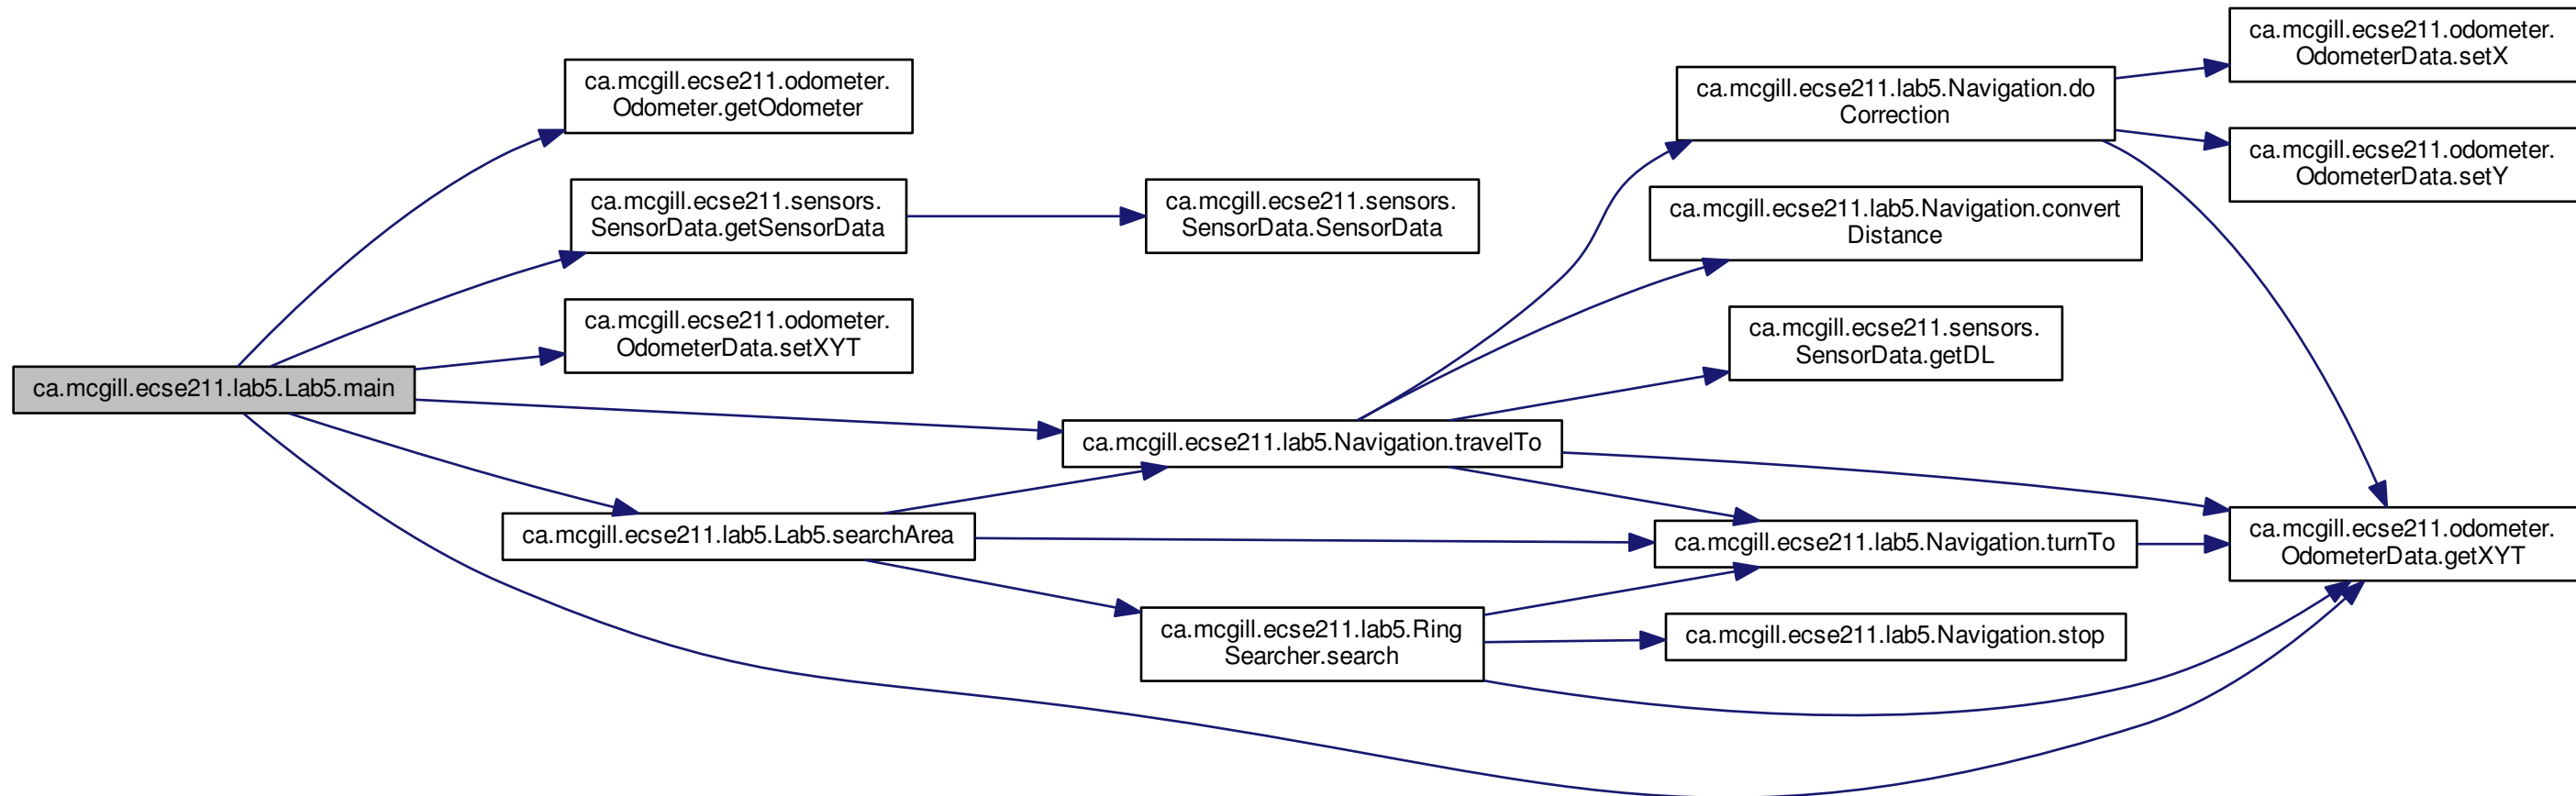 ca.mcgill.ecse211.lab5.Lab5.main
ca.mcgill.ecse211.odometer.
Odometer.getOdometer
ca.mcgill.ecse211.sensors.
SensorData.getSensorData
ca.mcgill.ecse211.odometer.
OdometerData.setXYT
ca.mcgill.ecse211.lab5.Lab5.searchArea
ca.mcgill.ecse211.sensors.
SensorData.SensorData
ca.mcgill.ecse211.lab5.Navigation.travelTo
ca.mcgill.ecse211.lab5.Ring
Searcher.search
ca.mcgill.ecse211.lab5.Navigation.do
Correction
ca.mcgill.ecse211.lab5.Navigation.convert
Distance
ca.mcgill.ecse211.sensors.
SensorData.getDL
ca.mcgill.ecse211.lab5.Navigation.turnTo
ca.mcgill.ecse211.lab5.Navigation.stop
ca.mcgill.ecse211.odometer.
OdometerData.setX
ca.mcgill.ecse211.odometer.
OdometerData.setY
ca.mcgill.ecse211.odometer.
OdometerData.getXYT